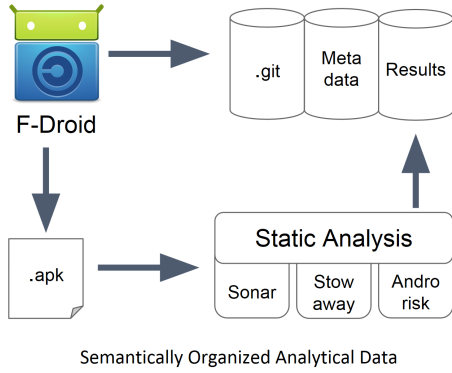 F-Droid
.git
Meta
data
Results
.apk
Static Analysis
Sonar
Stow
away
Andro
risk
Semantically Organized Analytical Data